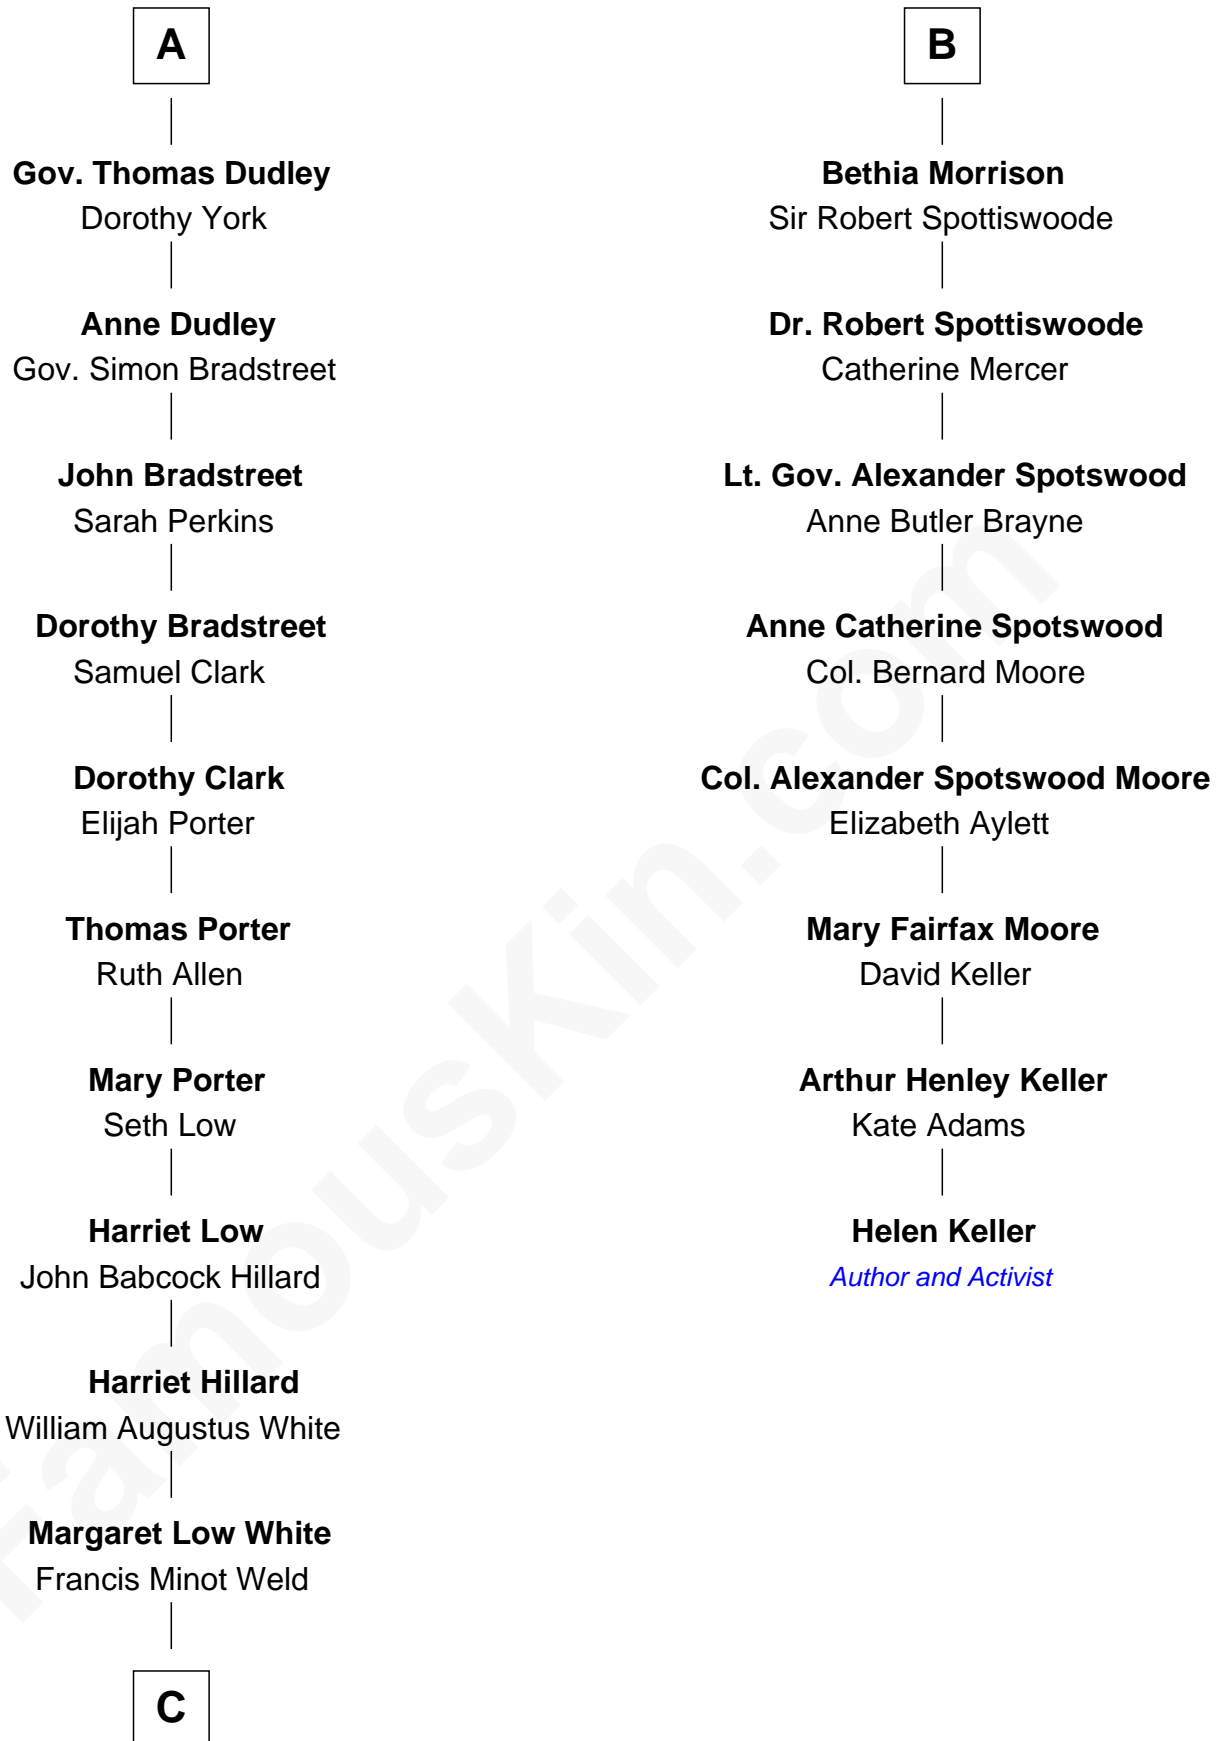 A
Gov. Thomas Dudley
Dorothy York
Anne Dudley
Gov. Simon Bradstreet
John Bradstreet
Sarah Perkins
Dorothy Bradstreet
Samuel Clark
Dorothy Clark
Elijah Porter
Thomas Porter
Ruth Allen
Mary Porter
Seth Low
Harriet Low
John Babcock Hillard
Harriet Hillard
William Augustus White
Margaret Low White
Francis Minot Weld
C
B
Bethia Morrison
Sir Robert Spottiswoode
Dr. Robert Spottiswoode
Catherine Mercer
Lt. Gov. Alexander Spotswood
Anne Butler Brayne
Anne Catherine Spotswood
Col. Bernard Moore
Col. Alexander Spotswood Moore
Elizabeth Aylett
Mary Fairfax Moore
David Keller
Arthur Henley Keller
Kate Adams
Helen Keller
Author and Activist
FamousKin.com